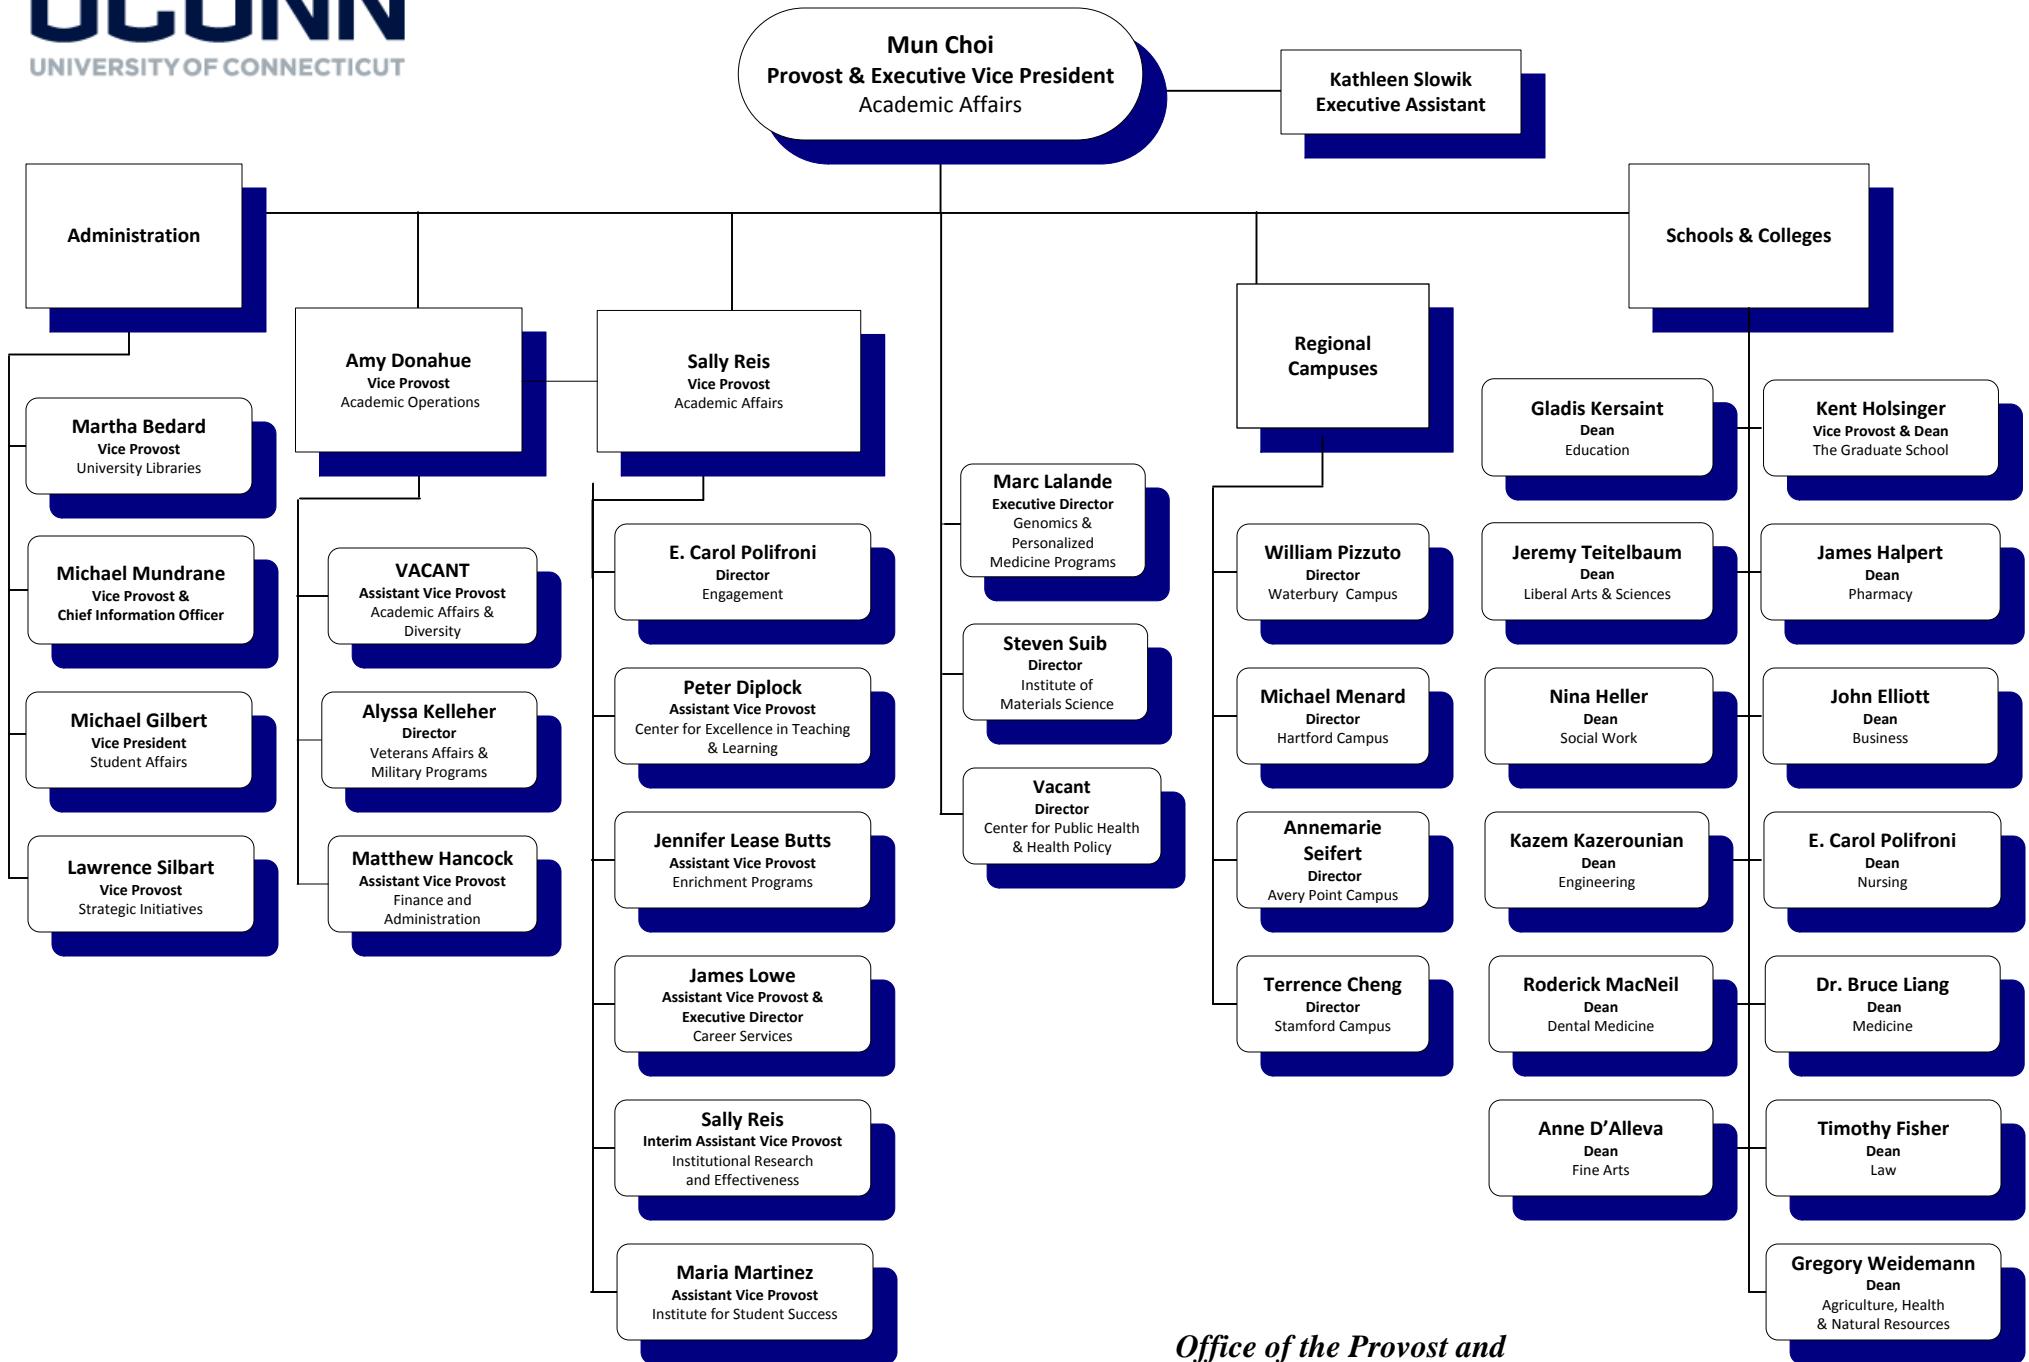 UCONN
UNIVERSITY OF CONNECTICUT
Mun Choi
Provost & Executive Vice President
Academic Affairs
Kathleen Slowik
Executive Assistant
Administration
Schools & Colleges
Amy Donahue
Vice Provost
Academic Operations
Sally Reis
Vice Provost
Academic Affairs
Regional
Campuses
Martha Bedard
Vice Provost
University Libraries
Michael Mundrane
Vice Provost &
Chief Information Officer
Michael Gilbert
Vice President
Student Affairs
Lawrence Silbart
Vice Provost
Strategic Initiatives
VACANT
Assistant Vice Provost
Academic Affairs &
Diversity
Alyssa Kelleher
Director
Veterans Affairs &
Military Programs
Matthew Hancock
Assistant Vice Provost
Finance and
Administration
E. Carol Polifroni
Director
Engagement
Peter Diplock
Assistant Vice Provost
Center for Excellence in Teaching
& Learning
Jennifer Lease Butts
Assistant Vice Provost
Enrichment Programs
James Lowe
Assistant Vice Provost &
Executive Director
Career Services
Sally Reis
Interim Assistant Vice Provost
Institutional Research
and Effectiveness
Maria Martinez
Assistant Vice Provost
Institute for Student Success
Marc Lalande
Executive Director
Genomics &
Personalized
Medicine Programs
Steven Suib
Director
Institute of
Materials Science
Vacant
Director
Center for Public Health
& Health Policy
William Pizzuto
Director
Waterbury Campus
Michael Menard
Director
Hartford Campus
Annemarie
Seifert
Director
Avery Point Campus
Terrence Cheng
Director
Stamford Campus
Gladis Kersaint
Dean
Education
Kent Holsinger
Vice Provost & Dean
The Graduate School
Jeremy Teitelbaum
Dean
Liberal Arts & Sciences
James Halpert
Dean
Pharmacy
Nina Heller
Dean
Social Work
John Elliott
Dean
Business
Kazem Kazerounian
Dean
Engineering
E. Carol Polifroni
Dean
Nursing
Roderick MacNeil
Dean
Dental Medicine
Dr. Bruce Liang
Dean
Medicine
Anne D’Alleva
Dean
Fine Arts
Timothy Fisher
Dean
Law
Gregory Weidemann
Dean
Agriculture, Health
& Natural Resources
Office of the Provost and